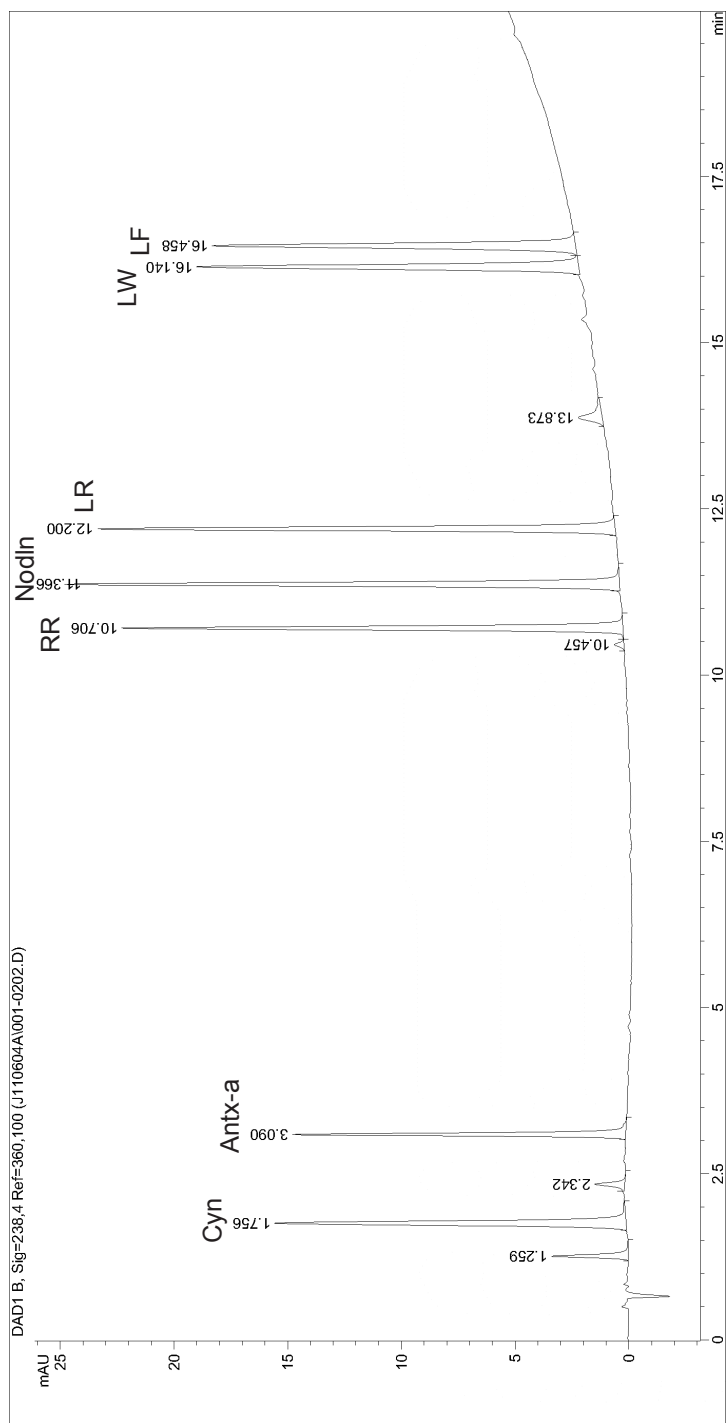 DAD1 B, Sig=238,4 Ref=360,100 (J110604A\001-0202.D)
mAU
25
20
15
10
5
0
1.259
Cyn
1.756
2.342
Antx-a
3.090
10.457
RR
10.706
Nodln
11.366
LR
12.200
13.873
LW
16.140
LF
16.458
0
2.5
5
7.5
10
12.5
15
17.5
min